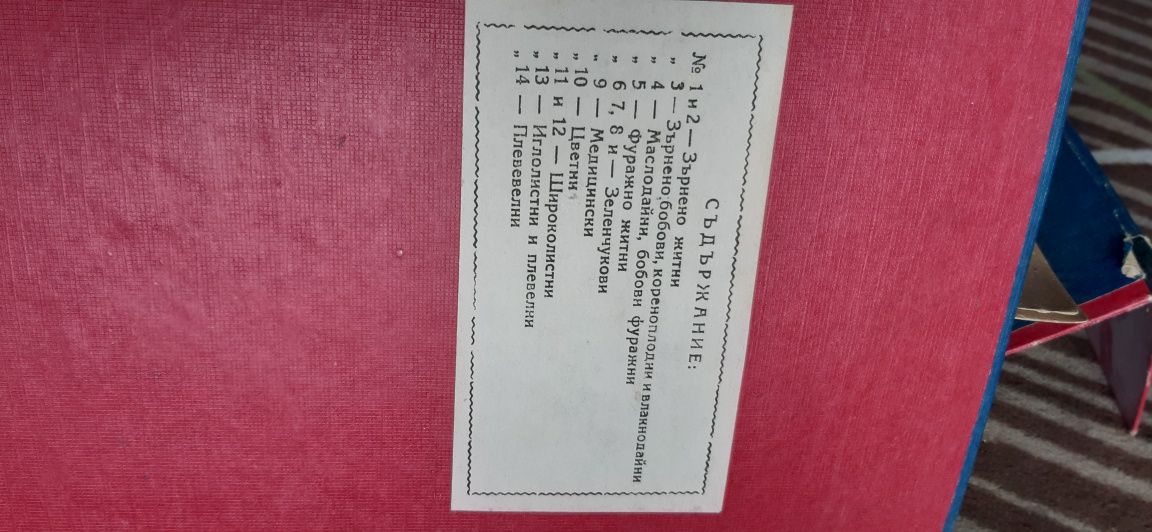 СЪДЪРЖАНИЕ:
№ 1 и 2 — Зърнено житни
„ 3 — Зърнено,бобови, кореноплодни и влакнодайни
„ 4 — Маслодайни, бобови фуражни
„ 5 — Фуражно житни
„ 6 7, 8 и — Зеленчукови
„ 9 — Медицински
„ 10 — Цветни
„ 11 и 12 — Широколистни
„ 13 — Иглолистни и плевелни
„ 14 — Плевевелни